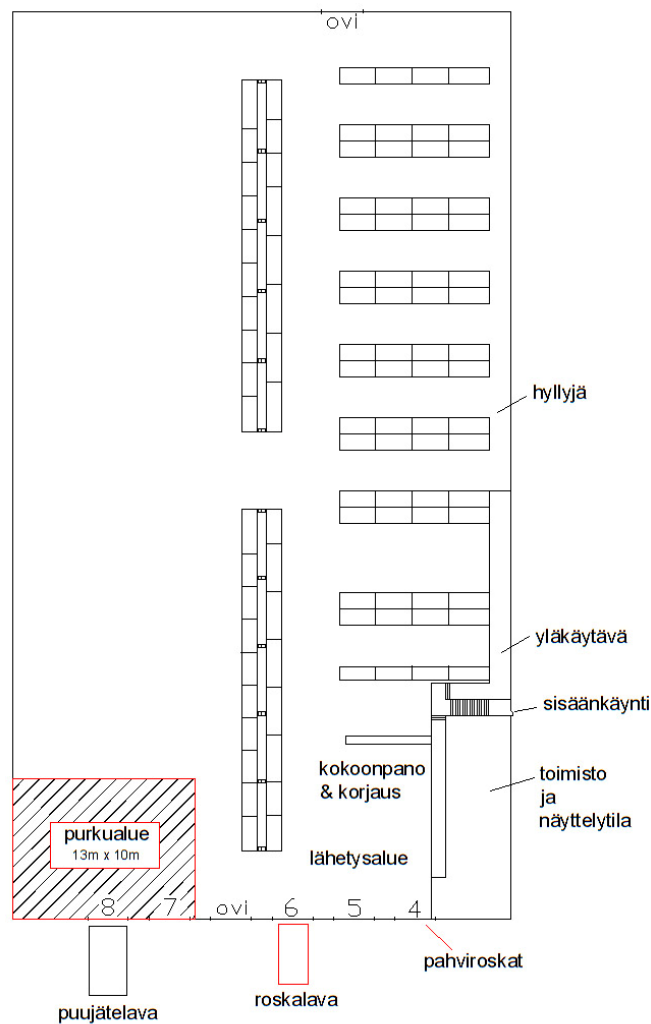 ovi
hyllyjä
yläkäytävä
sisäänkäynti
kokoonpano
& korjaus
toimisto
ja
näyttelytila
purkualue
13m x 10m
lähetysalue
8 7 ovi 6 5 4
pahviroskat
roskalava
puujätelava